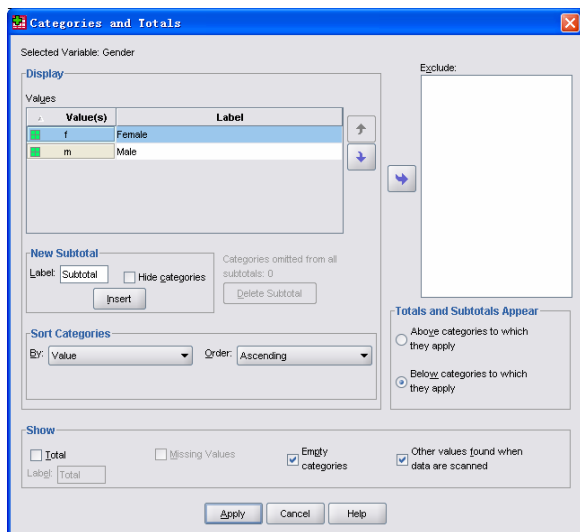 Categories and Totals
Selected Variable: Gender
Display
Values
Value(s) Label
f Female
m Male
Exclude:
New Subtotal
Label: Subtotal
Hide categories
Insert
Categories omitted from all
subtotals: 0
Delete Subtotal
Sort Categories
By: Value
Order: Ascending
Totals and Subtotals Appear
Above categories to which
they apply
Below categories to which
they apply
Show
Total
Label: Total
Missing Values
Empty
categories
Other values found when
data are scanned
Apply
Cancel
Help